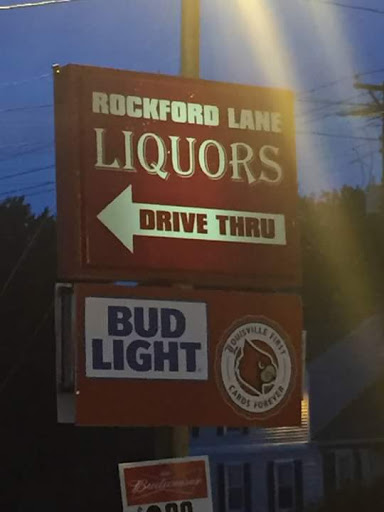 ROCKFORD LANE
LIQUORS
DRIVE THRU
BUD
LIGHT
LOUISVILLE FIRST
CARDS FOREVER
Budweiser